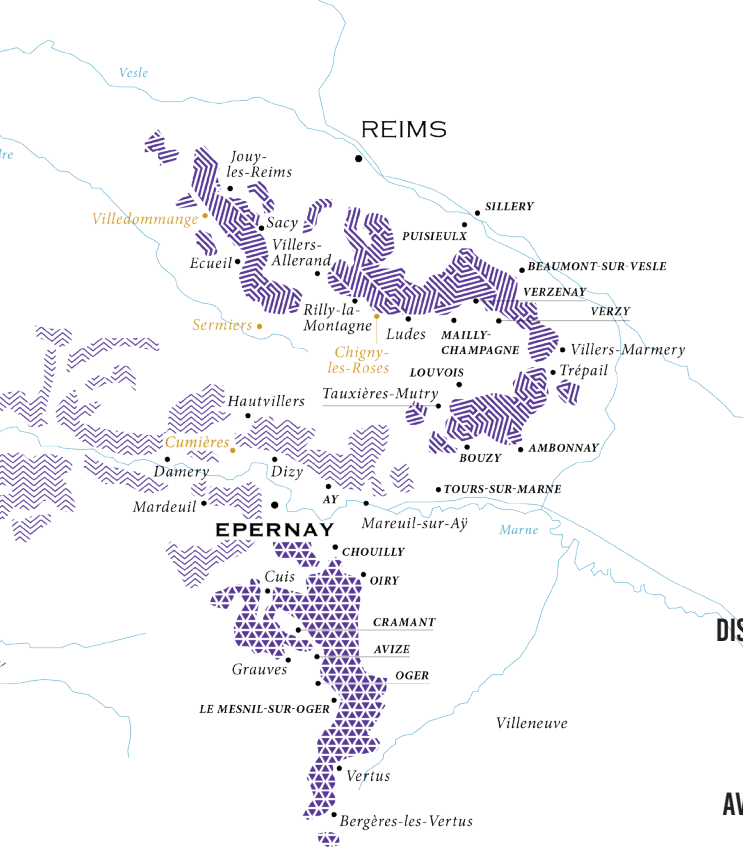 Vesle
REIMS
dre
Jouy-
les-Reims
Villedommange
Sacy
SILLERY
PUISIEULX
Villers-
Allerand
Ecueil
BEAUMONT-SUR-VESLE
VERZENAY
VERZY
Rilly-la-
Montagne
Sermiers
Ludes
MAILLY-
CHAMPAGNE
Chigny-
les-Roses
Villers-Marmery
Trépail
LOUVOIS
Tauxières-Mutry
Hautvillers
Cumières
AMBONNAY
BOUZY
Damery
Dizy
TOURS-SUR-MARNE
AY
Mardeuil
Mareuil-sur-Aÿ
Marne
EPERNAY
CHOUILLY
Cuis
OIRY
CRAMANT
DIS
AVIZE
Grauves
OGER
LE MESNIL-SUR-OGER
Villeneuve
Vertus
AV
Bergères-les-Vertus